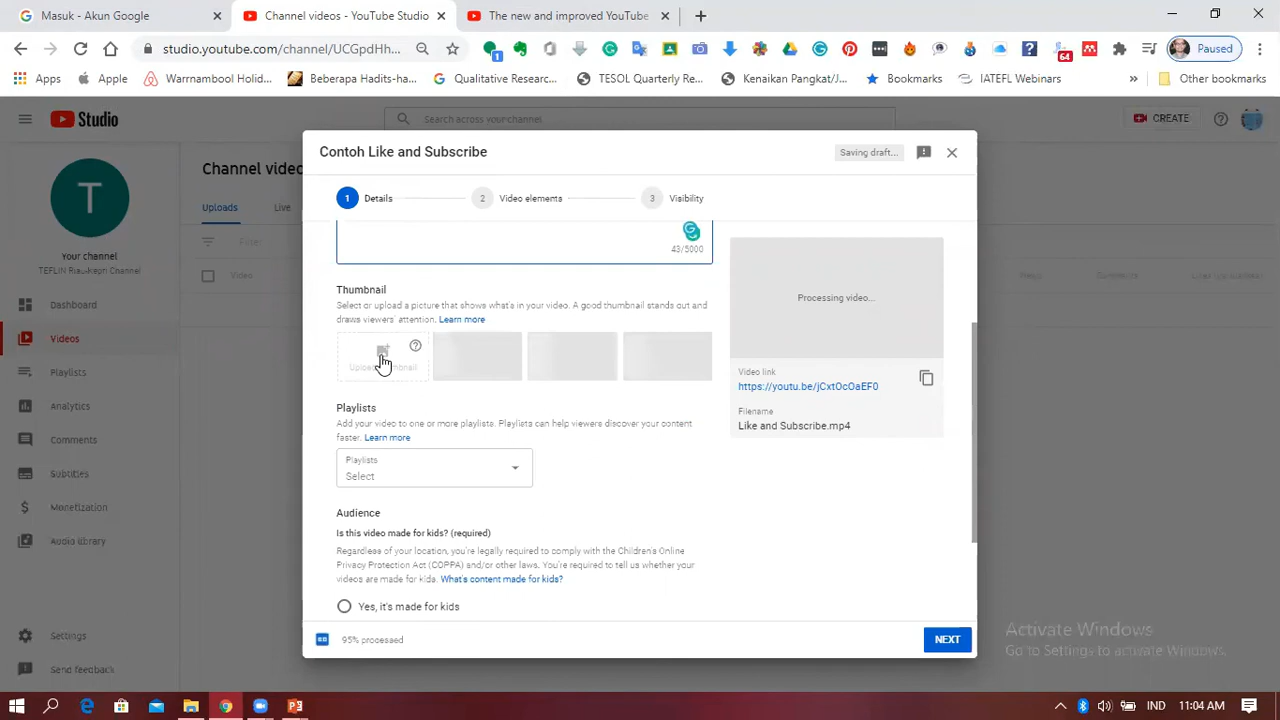 Masuk - Akun Google
Channel videos - YouTube Studio
The new and improved YouTube
studio.youtube.com/channel/UCGpdHh...
1
64
Paused
Apps
Apple
Warrnambool Holid...
Beberapa Hadits-ha...
Qualitative Researc...
TESOL Quarterly Re...
Kenaikan Pangkat/J...
Bookmarks
IATEFL Webinars
»
Other bookmarks
Studio
Search across your channel
CREATE
Contoh Like and Subscribe
Saving draft...
1 Details
2 Video elements
3 Visibility
T
Your channel
Channel
Dashboard
Videos
Playlists
Analytics
Comments
Subtitles
Monetization
Audio library
Settings
Send feedback
Channel videos
Uploads
Live
Filter
Video
43/5000
Thumbnail
Select or upload a picture that shows what's in your video. A good thumbnail stands out and
draws viewers' attention. Learn more
Upload thumbnail
Playlists
Add your video to one or more playlists. Playlists can help viewers discover your content
faster. Learn more
Playlists
Select
Audience
Is this video made for kids? (required)
Regardless of your location, you're legally required to comply with the Children's Online
Privacy Protection Act (COPPA) and/or other laws. You're required to tell us whether your
videos are made for kids. What's content made for kids?
Yes, it's made for kids
Processing video...
Video link
https://youtu.be/jCxtOcOaEF0
Filename
Like and Subscribe.mp4
95% processed
NEXT
Activate Windows
Go to Settings to activate Windows.
IND
11:04 AM